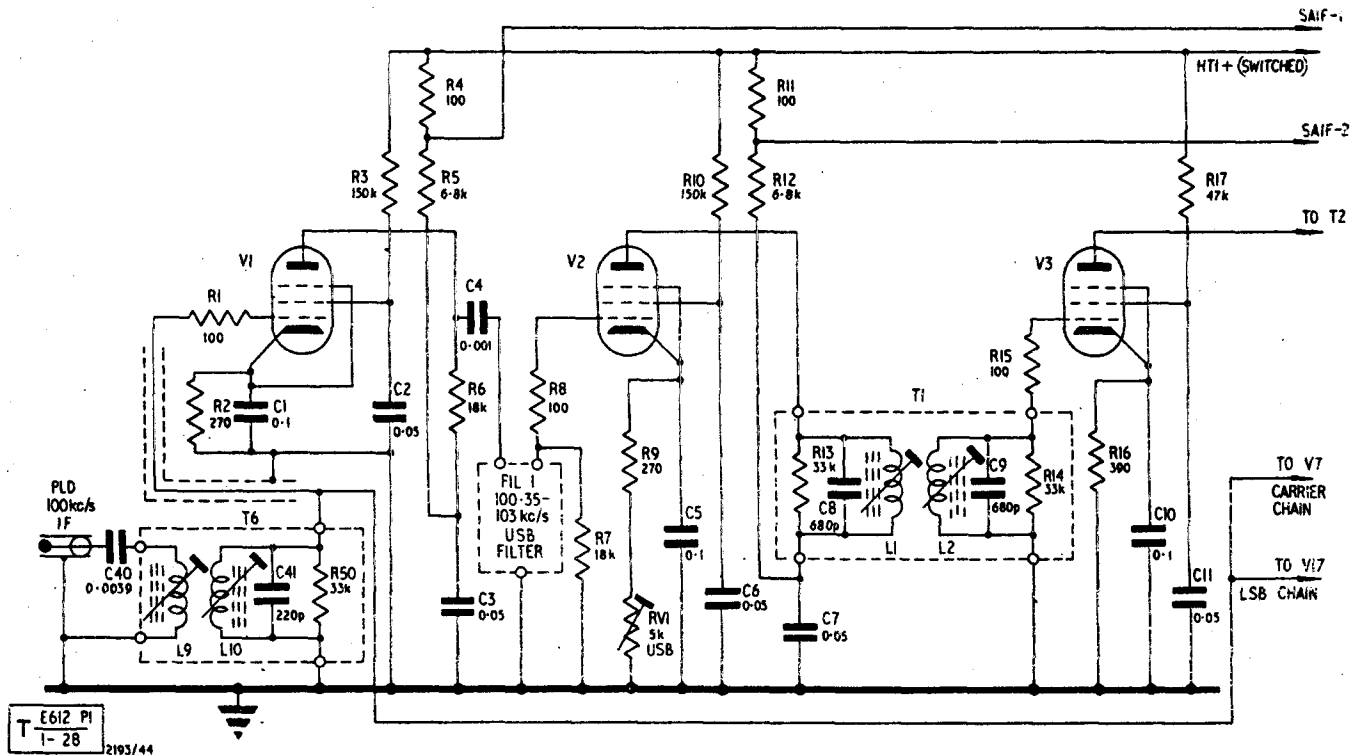 SAIF-1
HT1+ (SWITCHED)
SAIF-2
TO T2
R4
100
R11
100
R3
150k
R5
6·8k
R10
150k
R12
6·8k
R17
47k
V1
V2
V3
R1
100
C4
0·001
R15
100
R2
270
C1
0·1
C2
0·05
R6
18k
R8
100
T1
R9
270
R13
33k
C8
680p
C9
680p
R14
33k
R16
390
L1
L2
FIL 1
100·35-
103 kc/s
USB
FILTER
R7
18k
C5
0·1
C10
0·1
TO V7
CARRIER
CHAIN
TO V17
LSB CHAIN
PLD
100kc/s
IF
T6
C40
0·0039
C41
220p
R50
33k
L9
L10
C3
0·05
RV1
5k
USB
C6
0·05
C7
0·05
C11
0·05
T E612 P1
1-28
2193/44